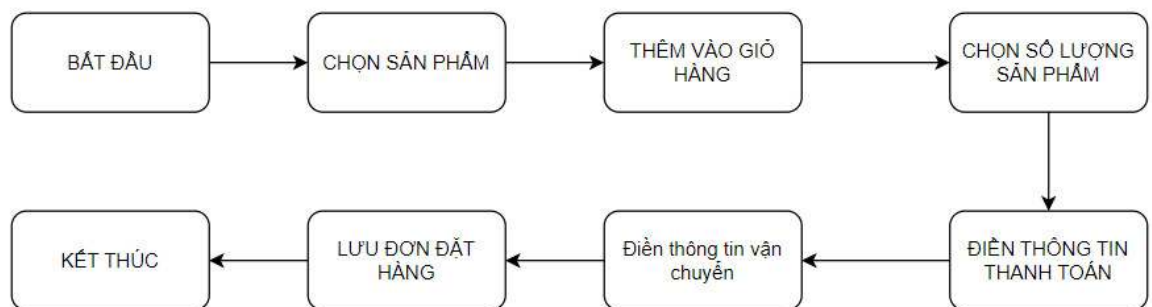 BẮT ĐẦU
CHỌN SẢN PHẨM
THÊM VÀO GIỎ
HÀNG
CHỌN SỐ LƯỢNG
SẢN PHẨM
ĐIỀN THÔNG TIN
THANH TOÁN
Điền thông tin vận
chuyển
LƯU ĐƠN ĐẶT
HÀNG
KẾT THÚC